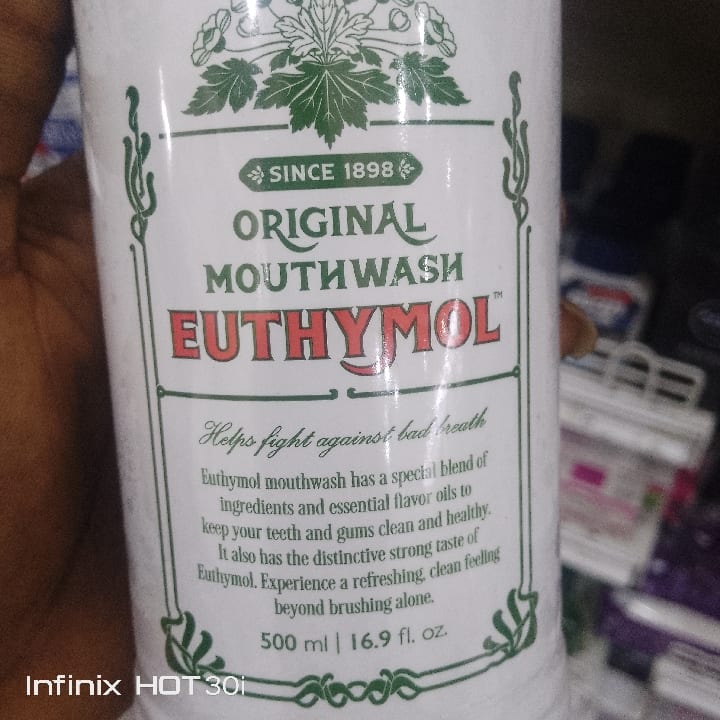 SINCE 1898
ORIGINAL
MOUTHWASH
EUTHYMOL™
Helps fight against bad breath
Euthymol mouthwash has a special blend of
ingredients and essential flavor oils to
keep your teeth and gums clean and healthy.
It also has the distinctive strong taste of
Euthymol. Experience a refreshing, clean feeling
beyond brushing alone.
500 ml | 16.9 fl. oz.
Infinix HOT 30i